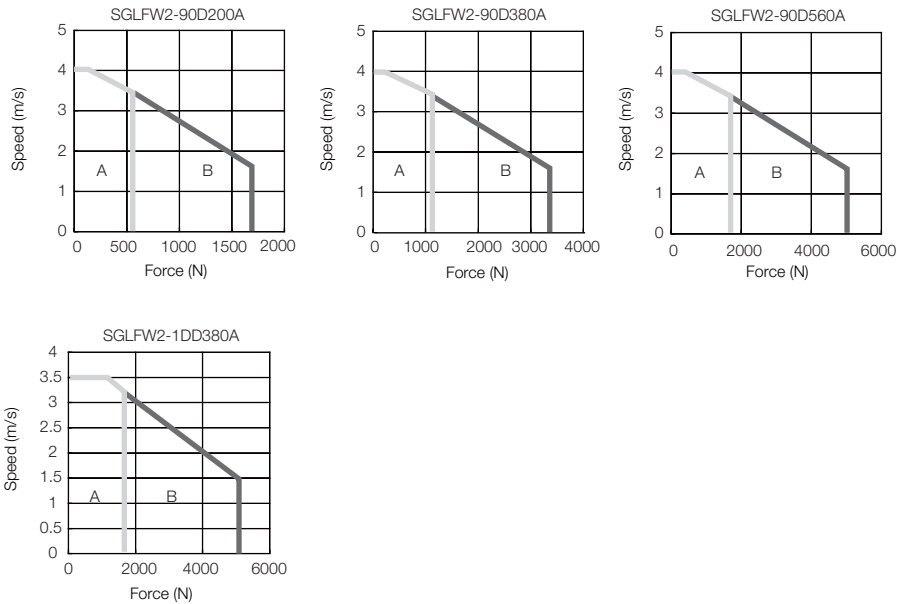 SGLFW2-90D200A
5
4
3
2
1
0
Speed (m/s)
A
B
0 500 1000 1500 2000
Force (N)
SGLFW2-90D380A
5
4
3
2
1
0
Speed (m/s)
A
B
0 1000 2000 3000 4000
Force (N)
SGLFW2-90D560A
5
4
3
2
1
0
Speed (m/s)
A
B
0 2000 4000 6000
Force (N)
SGLFW2-1DD380A
4
3.5
3
2.5
2
1.5
1
0.5
0
Speed (m/s)
A
B
0 2000 4000 6000
Force (N)